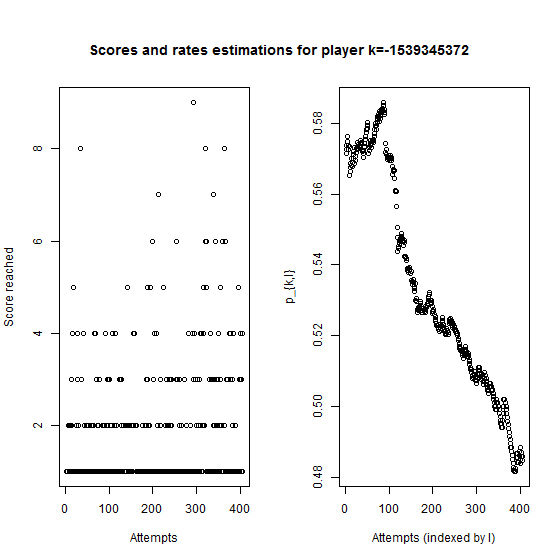 Scores and rates estimations for player k=-1539345372
Score reached
2 4 6 8
0 100 200 300 400
Attempts
p_{k,l}
0.48 0.50 0.52 0.54 0.56 0.58
0 100 200 300 400
Attempts (indexed by l)